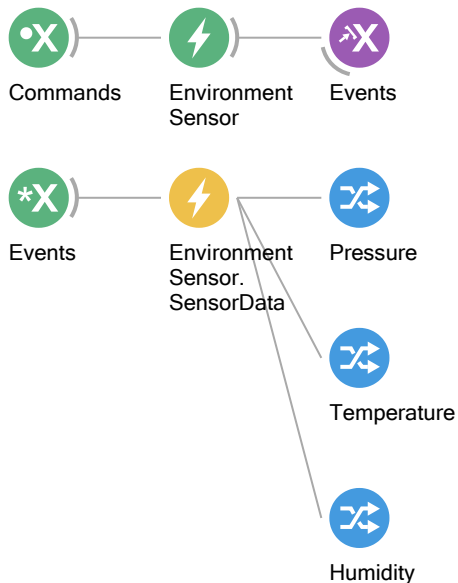 •X
X
Commands
Environment
Sensor
Events
*X
Events
Environment
Sensor.
SensorData
Pressure
Temperature
Humidity